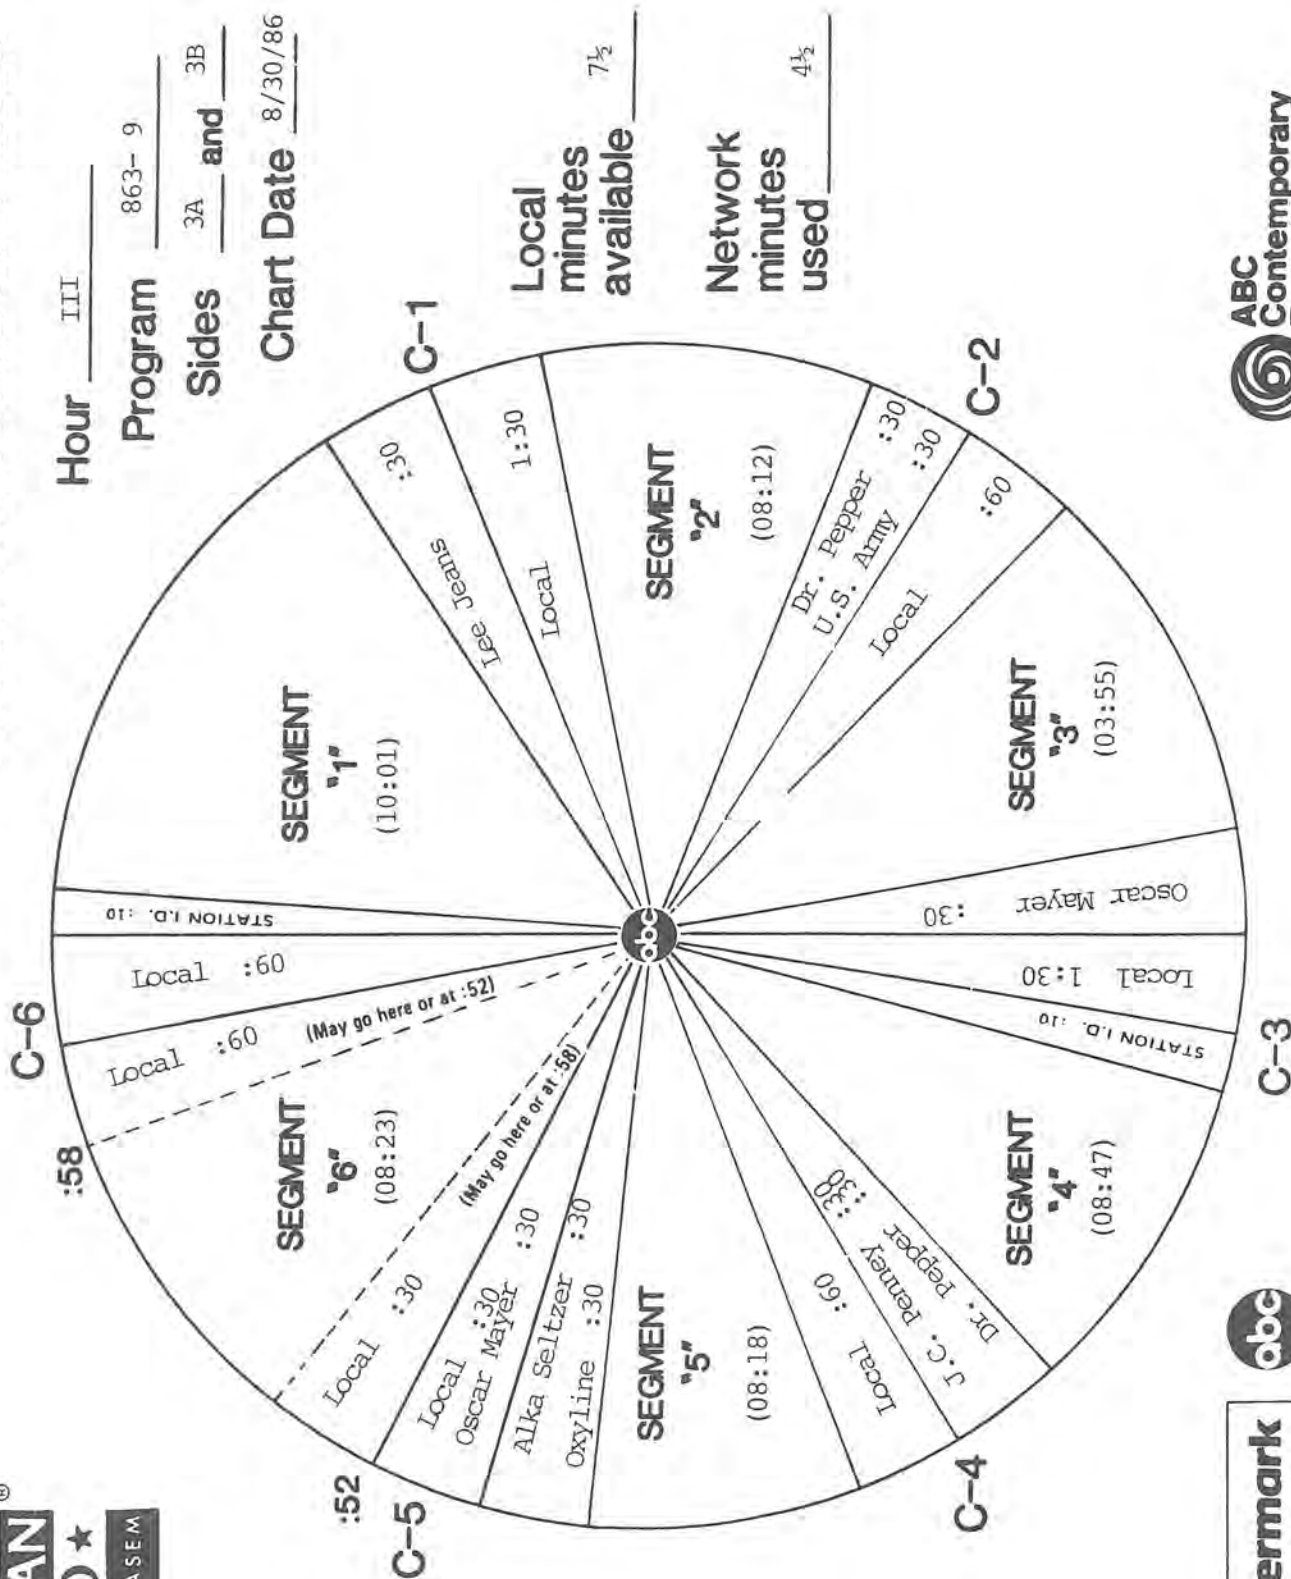 AN®
O ★
ASEM
Hour III
Program 863- 9
Sides 3A and 3B
Chart Date 8/30/86
Local
minutes
available 7½
Network
minutes
used 4½
C-6
STATION I.D. :10
SEGMENT
"1"
(10:01)
Lee Jeans :30
C-1
Local 1:30
SEGMENT
"2"
(08:12)
Dr. Pepper :30
U.S. Army :30
C-2
Local :60
SEGMENT
"3"
(03:55)
Oscar Mayer :30
C-3
Local 1:30
STATION I.D. :10
SEGMENT
"4"
(08:47)
Dr. Pepper :30
J.C. Penney :30
C-4
Local :60
SEGMENT
"5"
(08:18)
Oxyline :30
Alka Seltzer :30
C-5
Oscar Mayer :30
Local :30
:52
Local :30
(May go here or at :58)
SEGMENT
"6"
(08:23)
:58
(May go here or at :52)
Local :60
Local :60
abc
ermark
abc
ABC
Contemporary